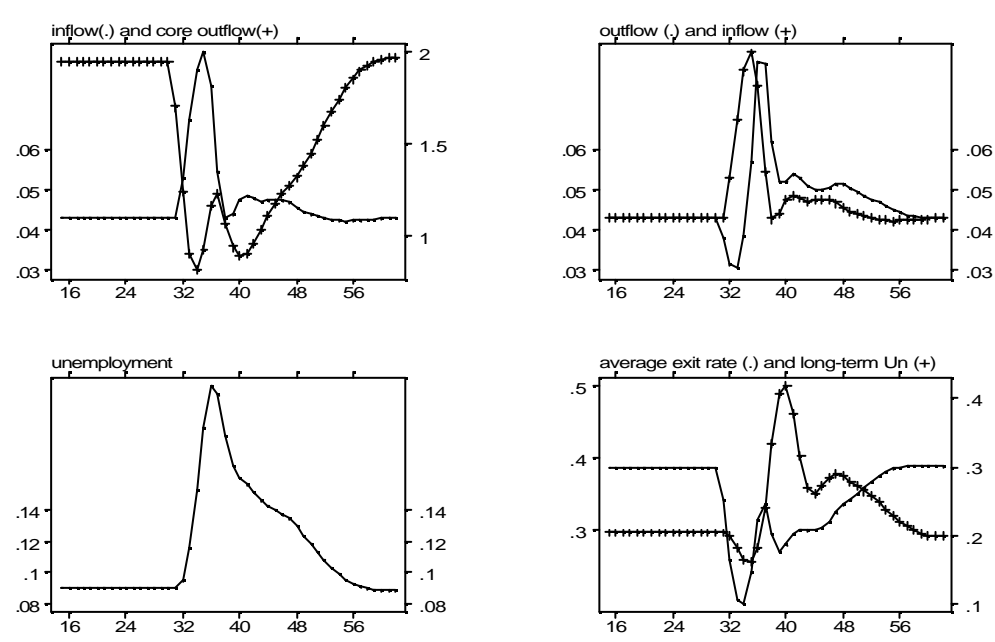 inflow(.) and core outflow(+)
2
1.5
1
.06
.05
.04
.03
16 24 32 40 48 56
outflow (.) and inflow (+)
.06 .06
.05 .05
.04 .04
.03 .03
16 24 32 40 48 56
unemployment
.14 .14
.12 .12
.1 .1
.08 .08
16 24 32 40 48 56
average exit rate (.) and long-term Un (+)
.5 .4
.4 .3
.3 .2
.1
16 24 32 40 48 56